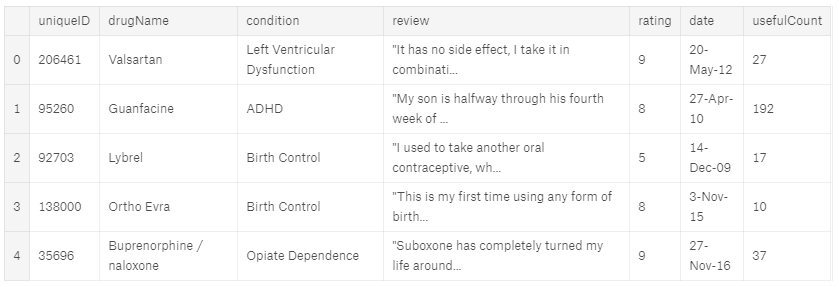 uniqueID drugName condition review rating date usefulCount
0 206461 Valsartan Left Ventricular Dysfunction "It has no side effect, I take it in combinati... 9 20-May-12 27
1 95260 Guanfacine ADHD "My son is halfway through his fourth week of ... 8 27-Apr-10 192
2 92703 Lybrel Birth Control "I used to take another oral contraceptive, wh... 5 14-Dec-09 17
3 138000 Ortho Evra Birth Control "This is my first time using any form of birth... 8 3-Nov-15 10
4 35696 Buprenorphine / naloxone Opiate Dependence "Suboxone has completely turned my life around... 9 27-Nov-16 37